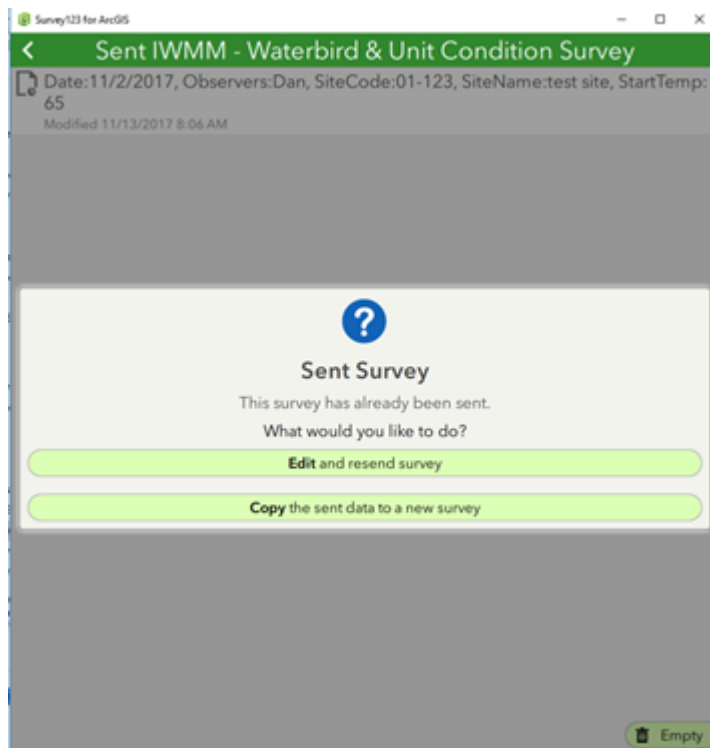 Survey123 for ArcGIS
Sent IWMM - Waterbird & Unit Condition Survey
Date:11/2/2017, Observers:Dan, SiteCode:01-123, SiteName:test site, StartTemp:
65
Modified 11/13/2017 8:06 AM
Sent Survey
This survey has already been sent.
What would you like to do?
Edit and resend survey
Copy the sent data to a new survey
Empty